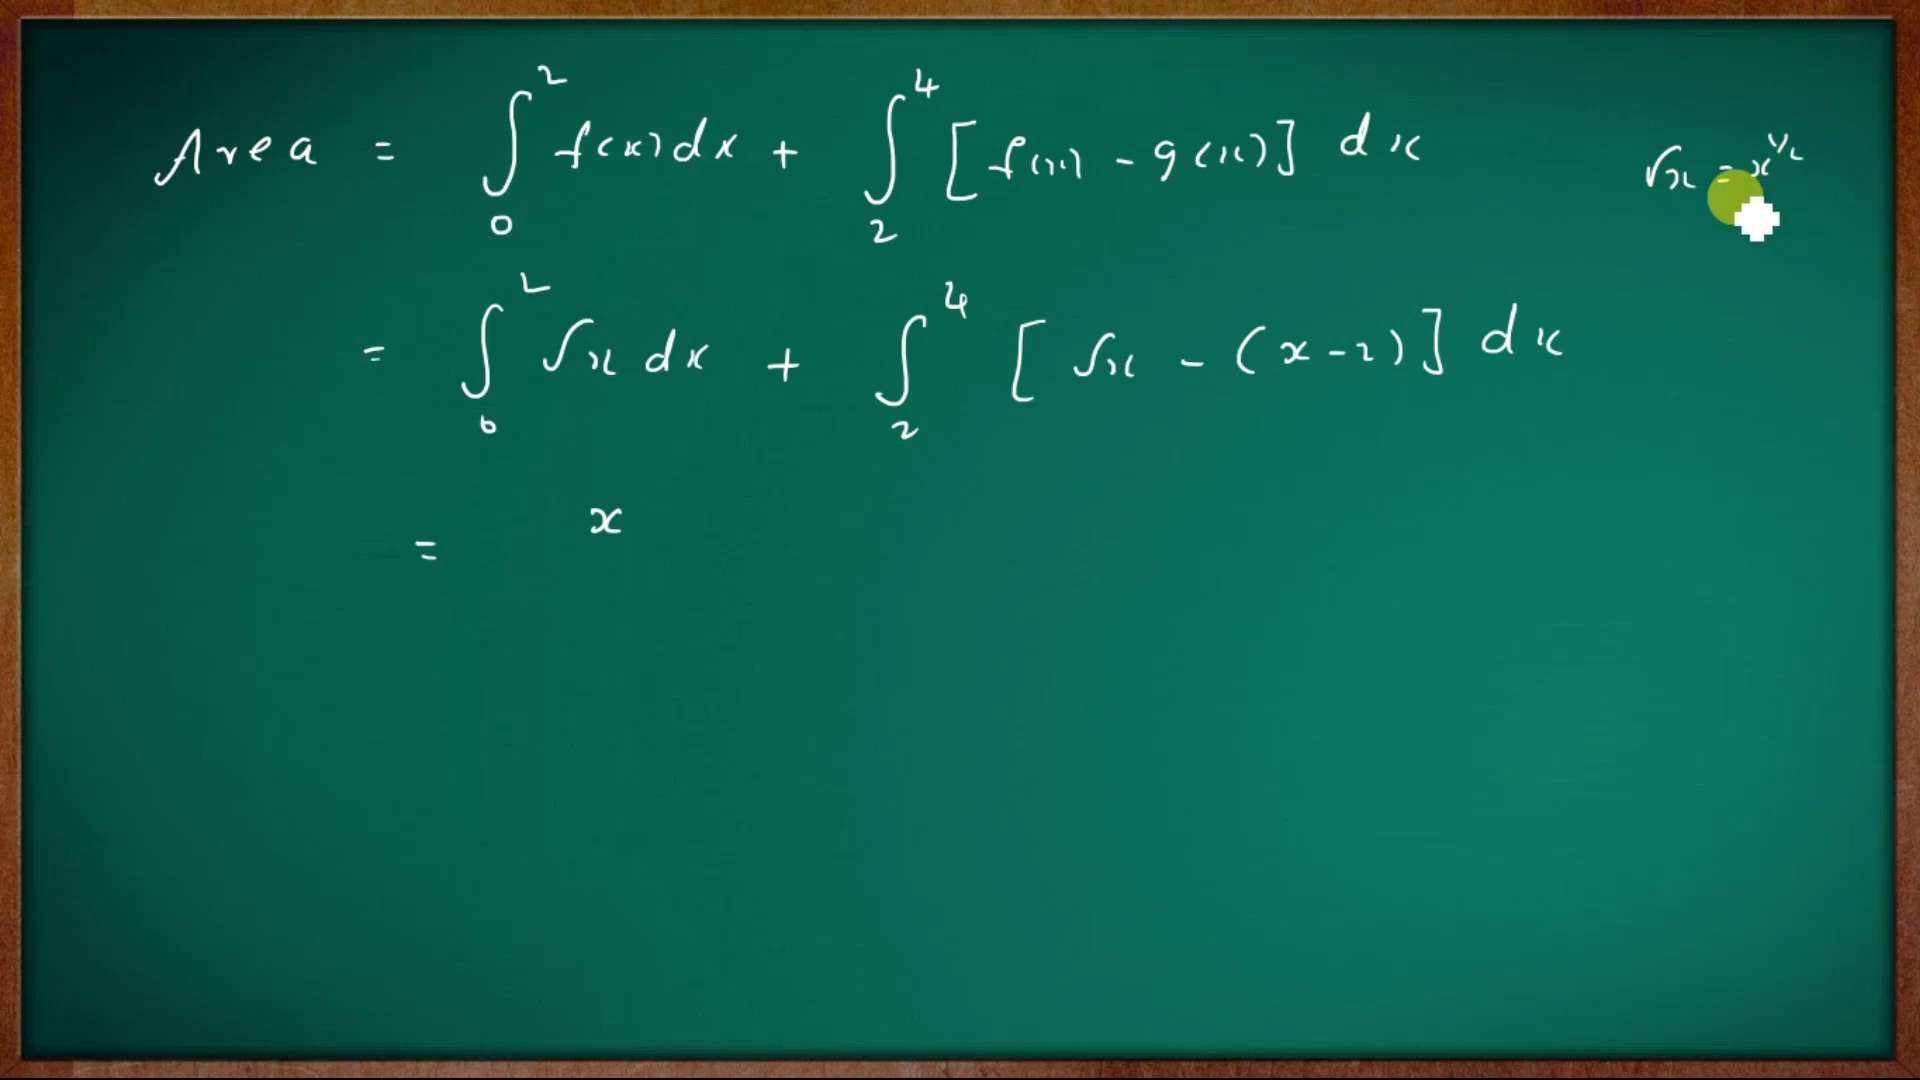 Area = ∫₀² f(x)dx + ∫₂⁴ [f(x) - g(x)] dx
√x = x^1/2
= ∫₀² √x dx + ∫₂⁴ [√x - (x-2)] dx
= x